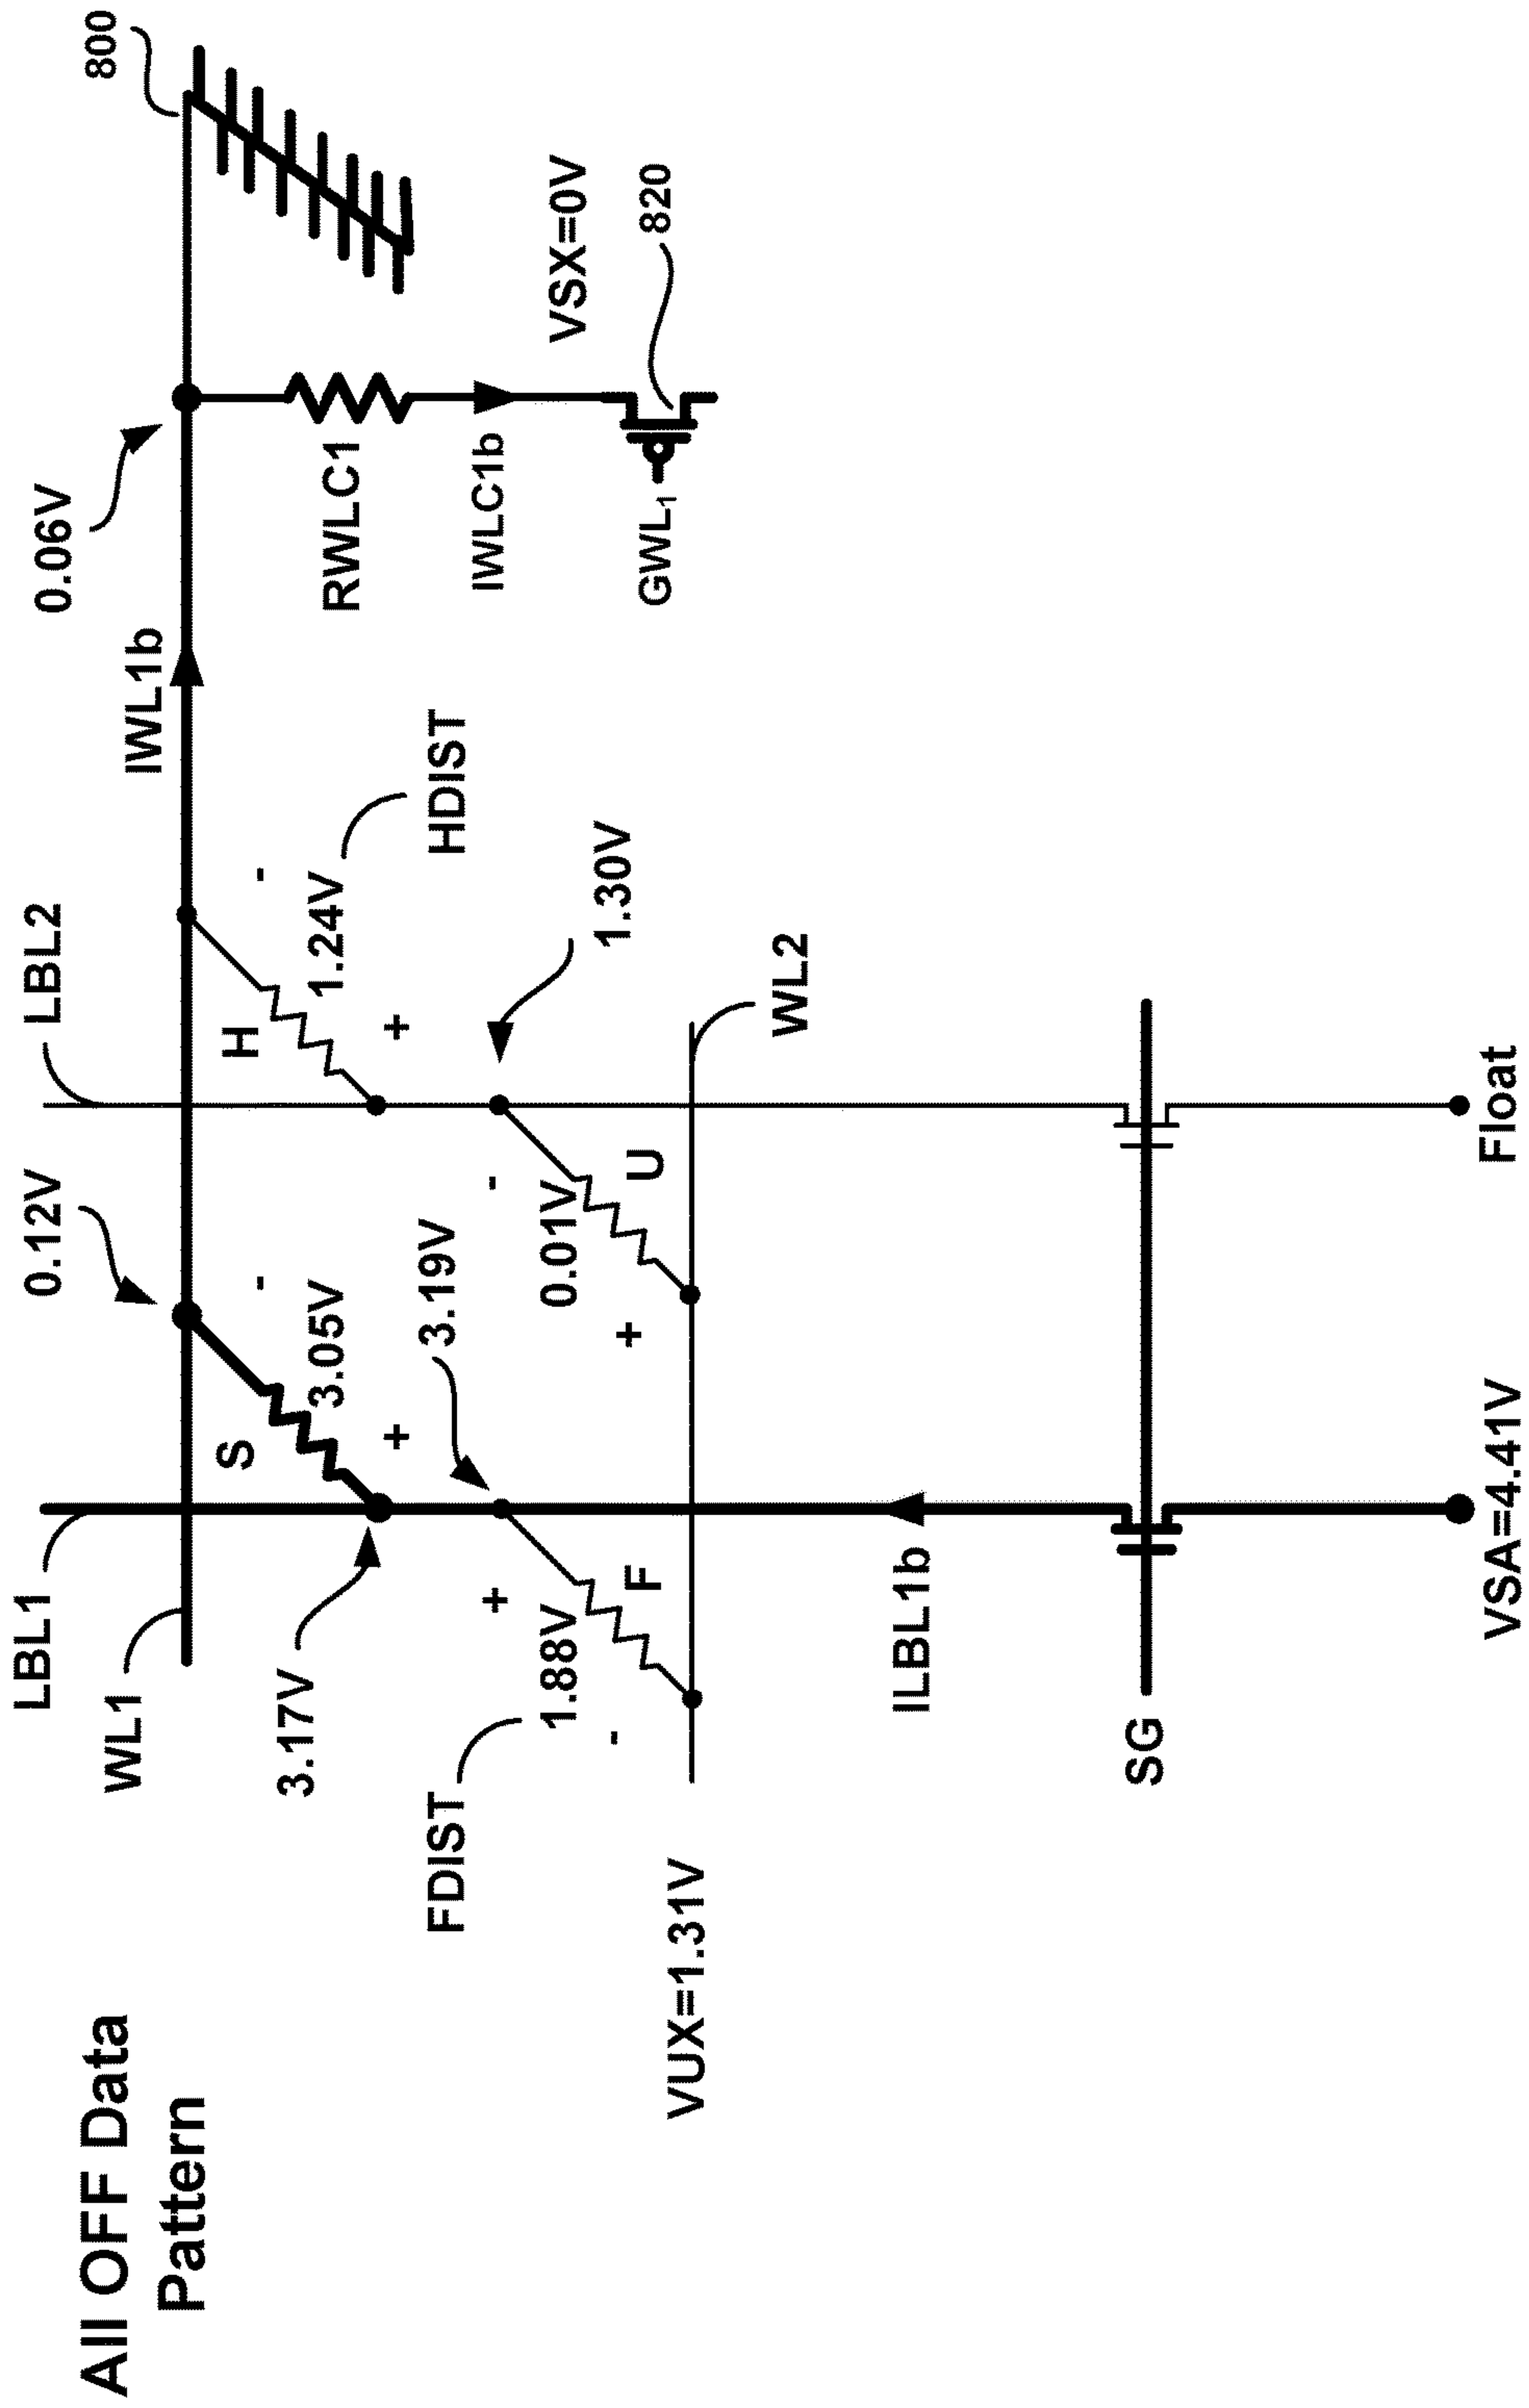 All OFF Data
Pattern
LBL1
WL1
3.17V
FDIST
VUX=1.31V
0.12V
LBL2
S
3.05V
-
+
3.19V
+
1.88V
-
F
H
1.24V
-
+
HDIST
1.30V
-
0.01V
+
U
WL2
ILBL1b
SG
VSA=4.41V
Float
IWL1b
0.06V
RWLC1
IWLC1b
GWL₁
VSX=0V
820
800